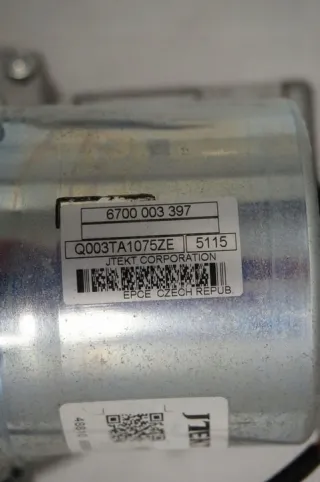 6700 003 397
Q003TA1075ZE 5115
JTEKT CORPORATION
EPCE CZECH REPUB.
JTEK